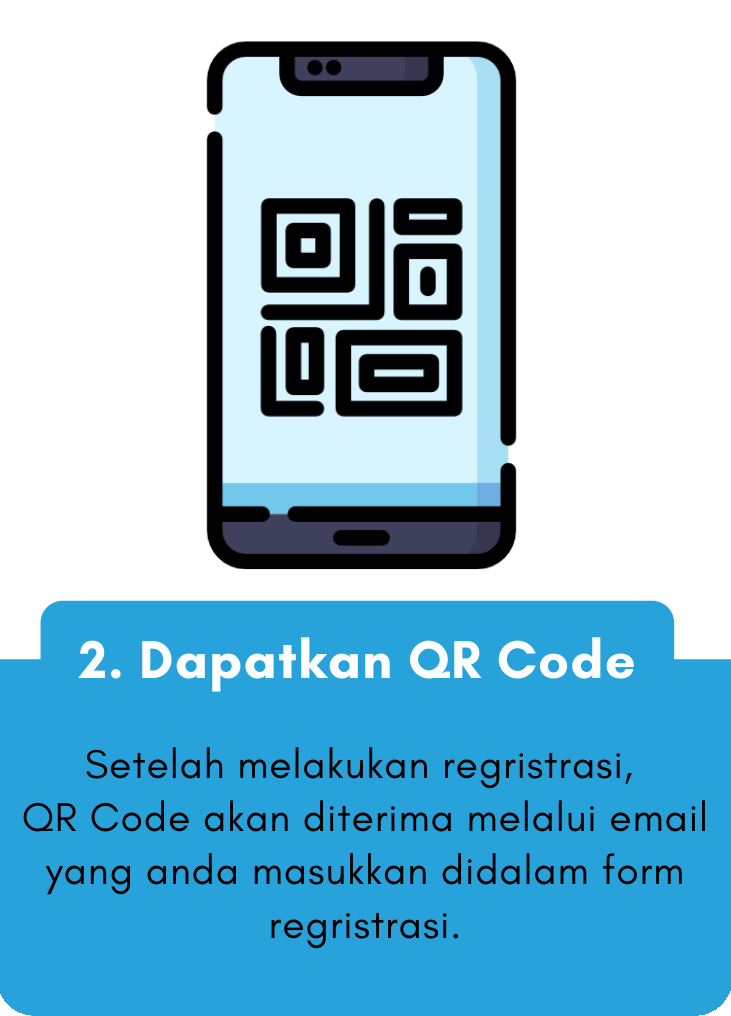 2. Dapatkan QR Code
Setelah melakukan regristrasi,
QR Code akan diterima melalui email
yang anda masukkan didalam form
regristrasi.